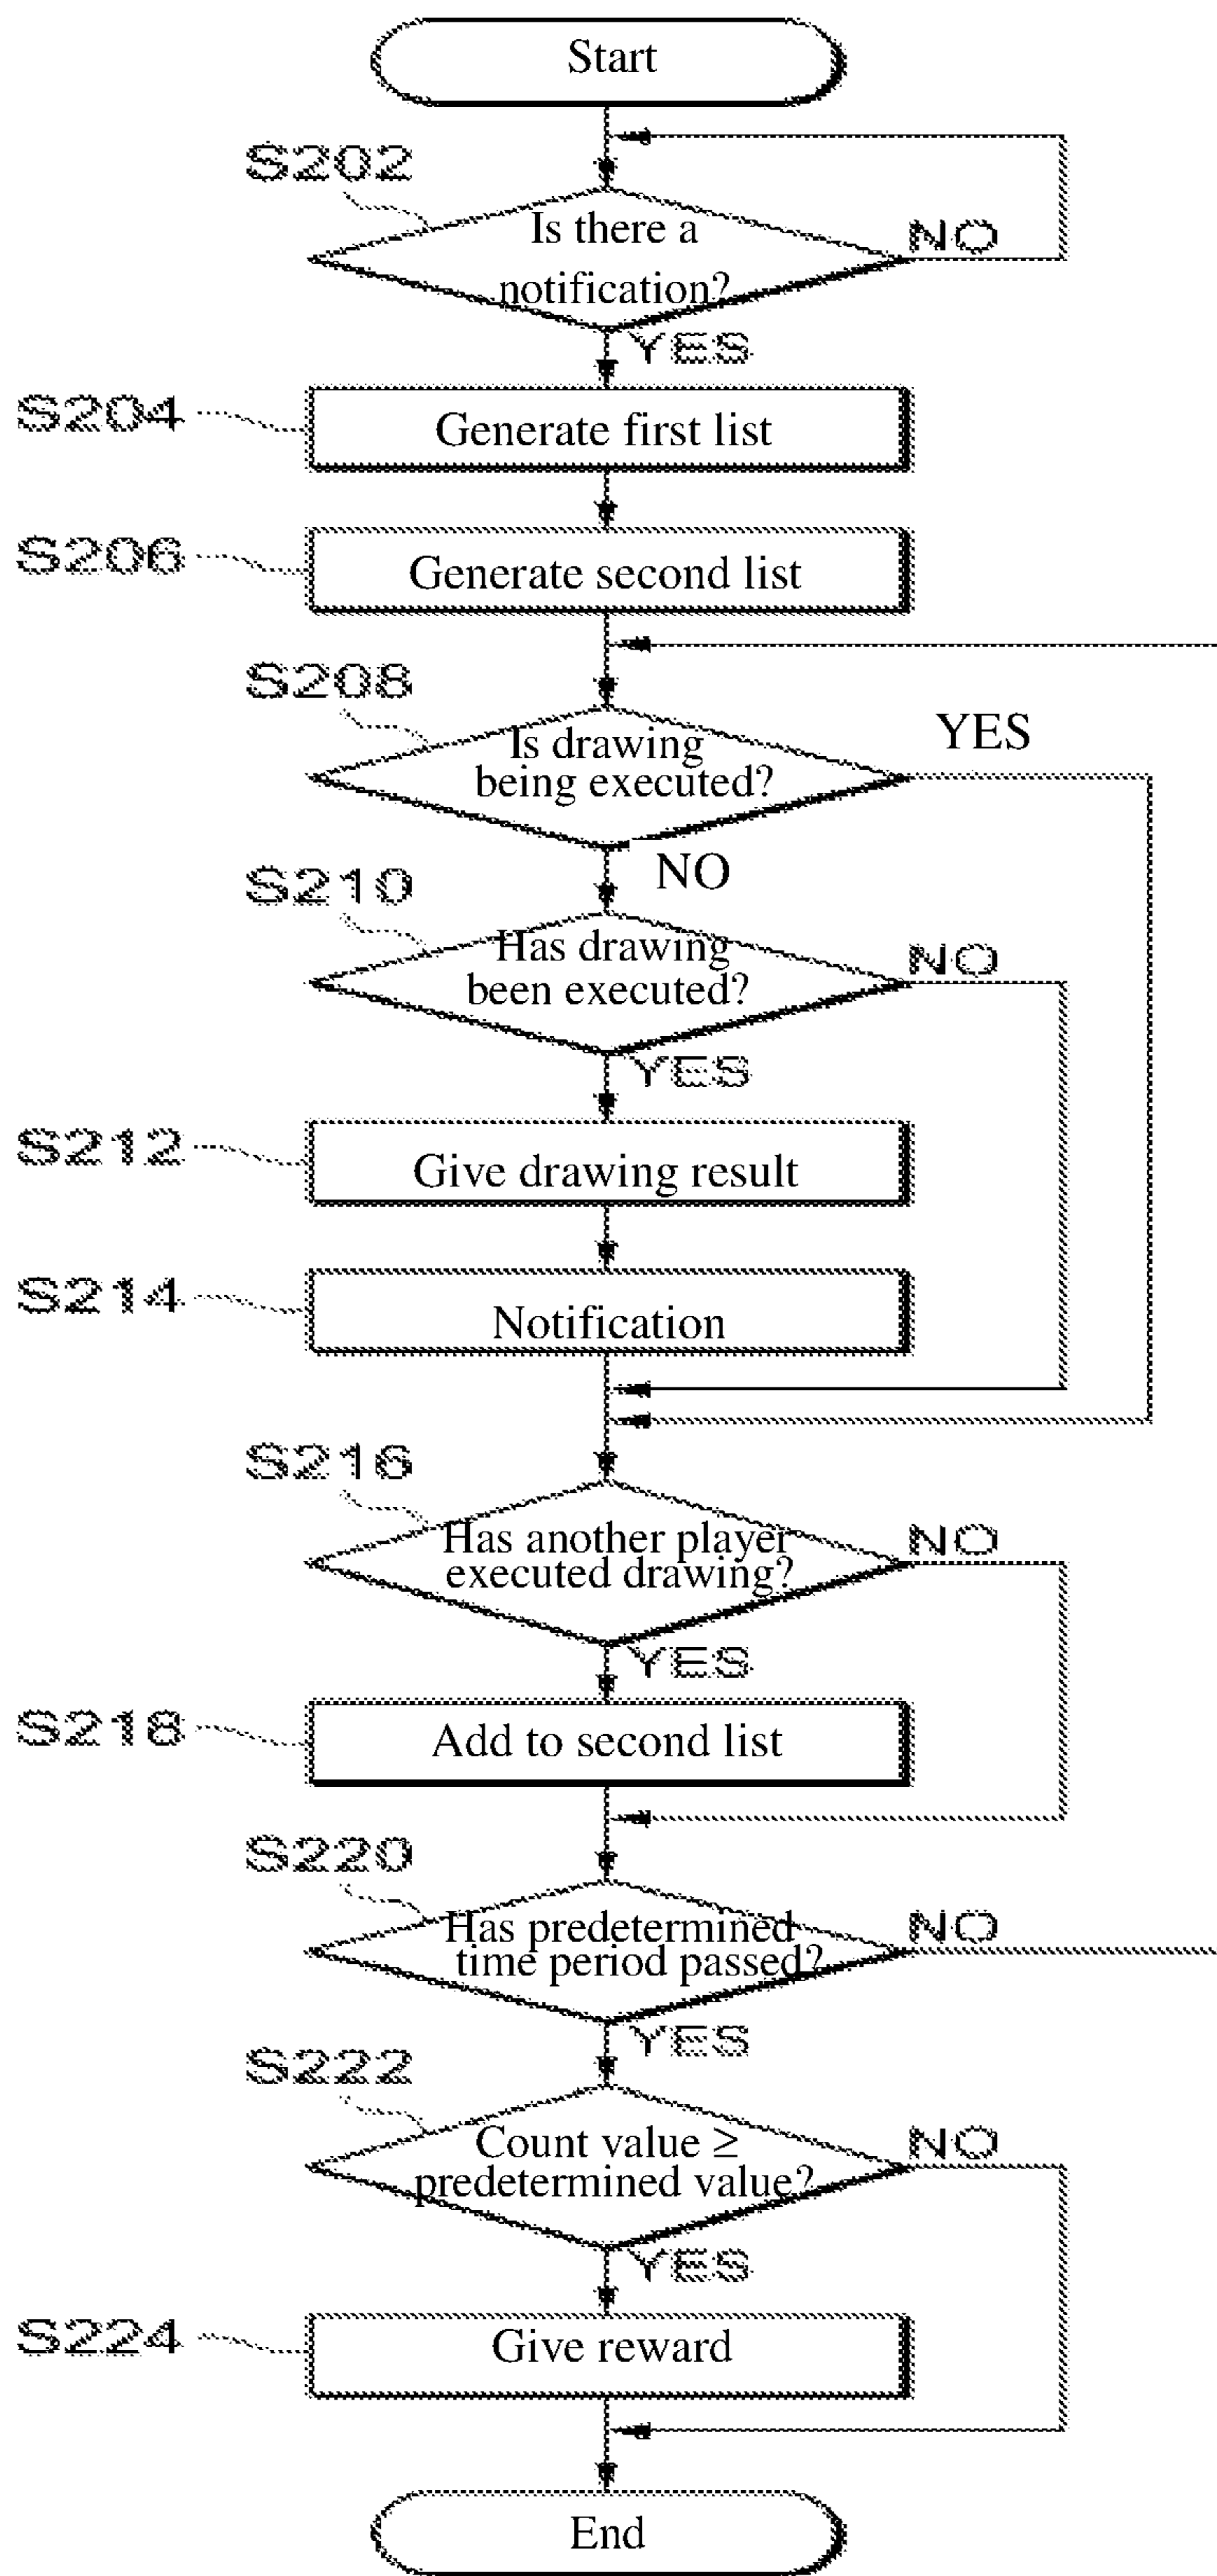 Start
S202
Is there a
notification?
NO
YES
S204
Generate first list
S206
Generate second list
S208
Is drawing
being executed?
YES
NO
S210
Has drawing
been executed?
NO
YES
S212
Give drawing result
S214
Notification
S216
Has another player
executed drawing?
NO
YES
S218
Add to second list
S220
Has predetermined
time period passed?
NO
YES
S222
Count value ≥
predetermined value?
NO
YES
S224
Give reward
End